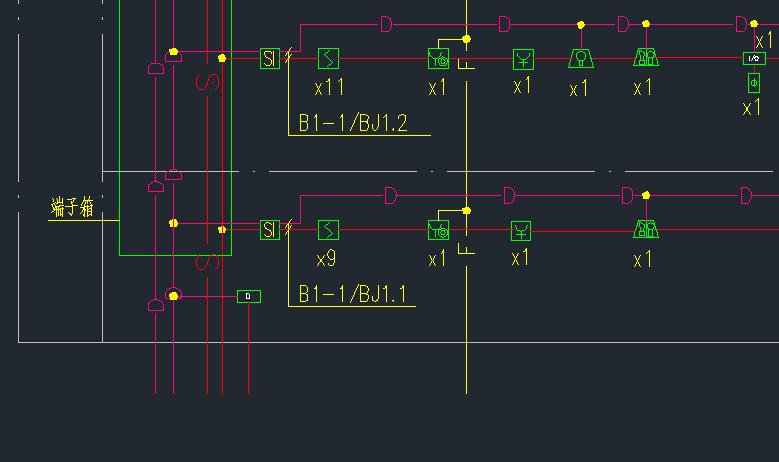 D D D D
x1
SI
I/O
S
x11 x1 x1 x1 x1
x1
F
B1-1/BJ1.2
D D D D
端子箱
SI
F
S
x9 x1 x1 x1
B1-1/BJ1.1
D